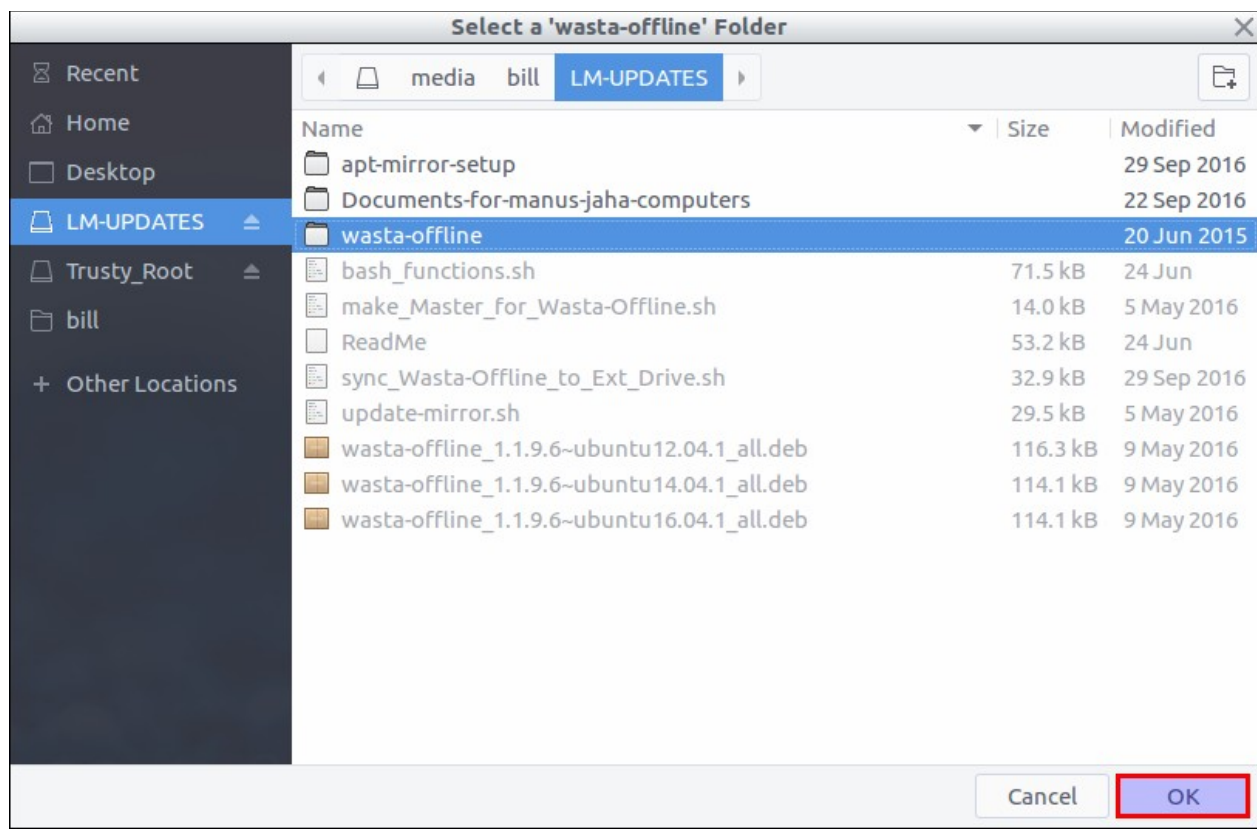 Select a 'wasta-offline' Folder
Recent
Home
Desktop
LM-UPDATES
Trusty_Root
bill
Other Locations
media bill LM-UPDATES
Name Size Modified
apt-mirror-setup 29 Sep 2016
Documents-for-manus-jaha-computers 22 Sep 2016
wasta-offline 20 Jun 2015
bash_functions.sh 71.5 kB 24 Jun
make_Master_for_Wasta-Offline.sh 14.0 kB 5 May 2016
ReadMe 53.2 kB 24 Jun
sync_Wasta-Offline_to_Ext_Drive.sh 32.9 kB 29 Sep 2016
update-mirror.sh 29.5 kB 5 May 2016
wasta-offline_1.1.9.6~ubuntu12.04.1_all.deb 116.3 kB 9 May 2016
wasta-offline_1.1.9.6~ubuntu14.04.1_all.deb 114.1 kB 9 May 2016
wasta-offline_1.1.9.6~ubuntu16.04.1_all.deb 114.1 kB 9 May 2016
Cancel OK